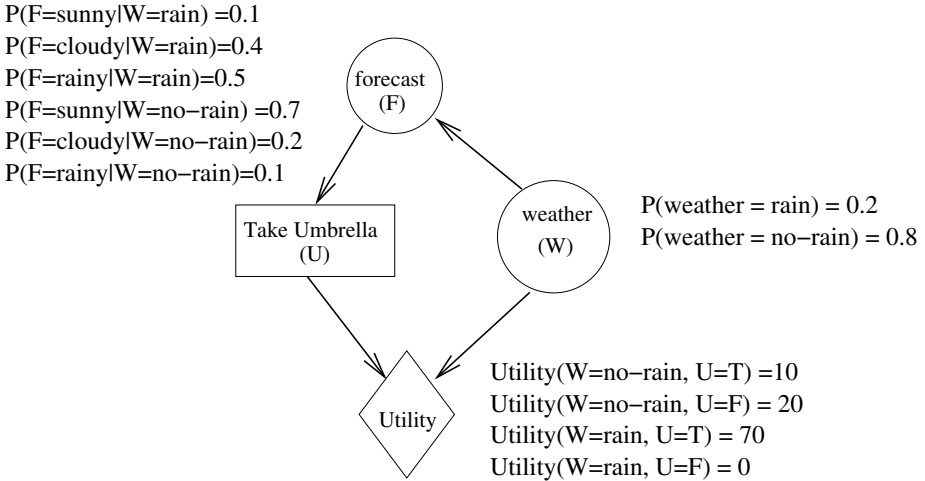 P(F=sunny|W=rain) =0.1
P(F=cloudy|W=rain)=0.4
P(F=rainy|W=rain)=0.5
P(F=sunny|W=no−rain) =0.7
P(F=cloudy|W=no−rain)=0.2
P(F=rainy|W=no−rain)=0.1
forecast
(F)
Take Umbrella
(U)
weather
(W)
P(weather = rain) = 0.2
P(weather = no−rain) = 0.8
Utility
Utility(W=no−rain, U=T) =10
Utility(W=no−rain, U=F) = 20
Utility(W=rain, U=T) = 70
Utility(W=rain, U=F) = 0